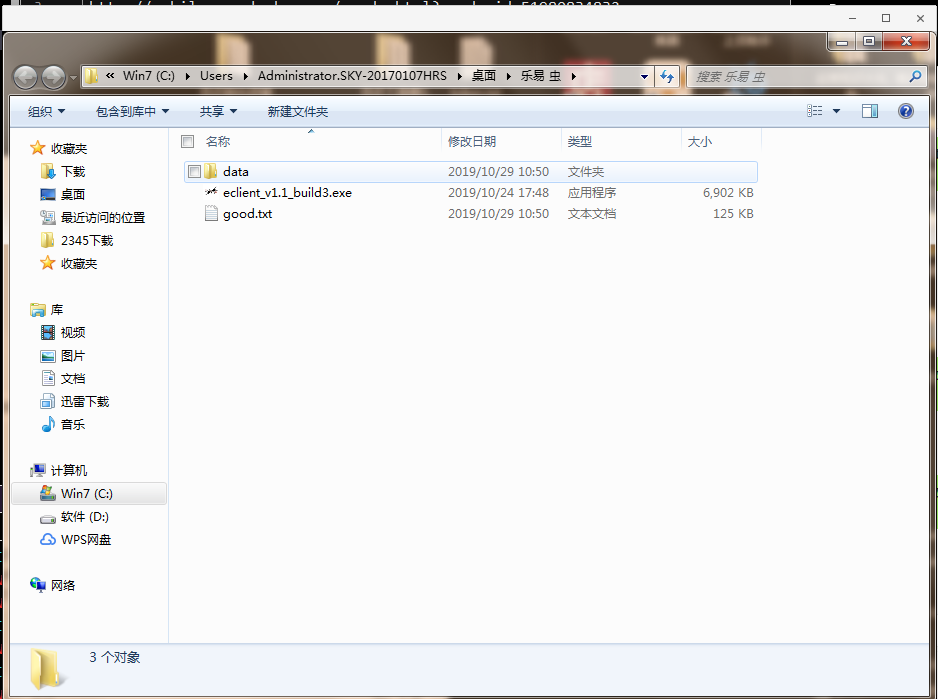 « Win7 (C:) ▸ Users ▸ Administrator.SKY-20170107HRS ▸ 桌面 ▸ 乐易 虫 ▸
搜索 乐易 虫
组织 包含到库中 共享 新建文件夹
收藏夹
下载
桌面
最近访问的位置
2345下载
收藏夹
库
视频
图片
文档
迅雷下载
音乐
计算机
Win7 (C:)
软件 (D:)
WPS网盘
网络
名称 修改日期 类型 大小
data 2019/10/29 10:50 文件夹
eclient_v1.1_build3.exe 2019/10/24 17:48 应用程序 6,902 KB
good.txt 2019/10/29 10:50 文本文档 125 KB
3 个对象